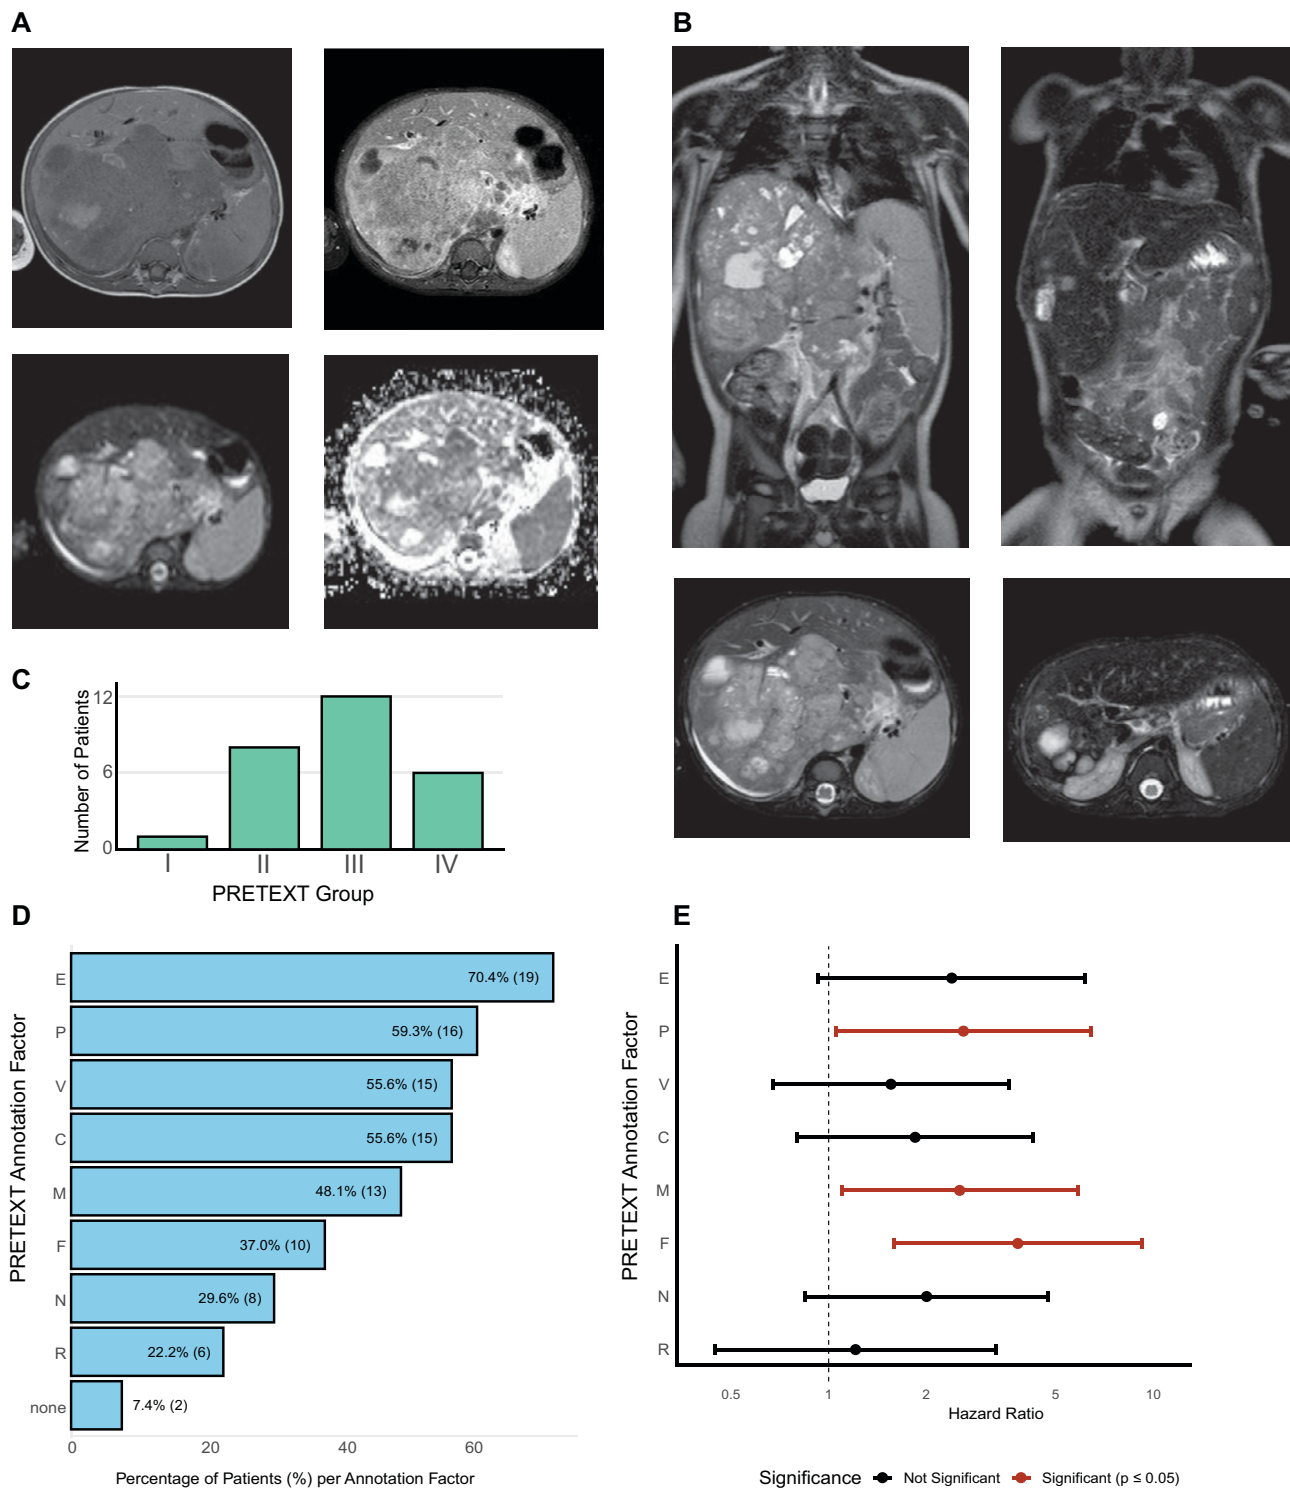 A
B
C
Number of Patients
12
6
0
I II III IV
PRETEXT Group
D
PRETEXT Annotation Factor
E 70.4% (19)
P 59.3% (16)
V 55.6% (15)
C 55.6% (15)
M 48.1% (13)
F 37.0% (10)
N 29.6% (8)
R 22.2% (6)
none 7.4% (2)
0 20 40 60
Percentage of Patients (%) per Annotation Factor
E
PRETEXT Annotation Factor
E
P
V
C
M
F
N
R
0.5 1 2 5 10
Hazard Ratio
Significance Not Significant Significant (p ≤ 0.05)